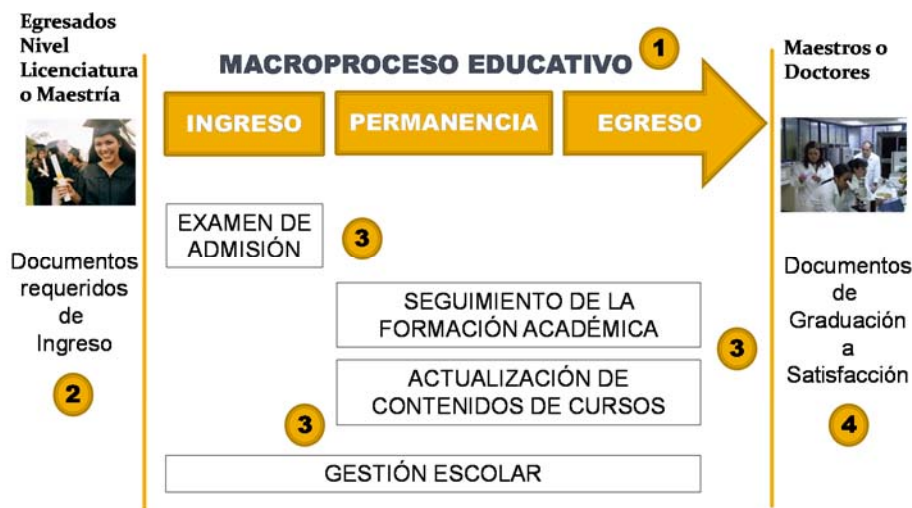 Egresados
Nivel
Licenciatura
o Maestría
MACROPROCESO EDUCATIVO
1
Maestros o
Doctores
INGRESO
PERMANENCIA
EGRESO
EXAMEN DE
ADMISIÓN
3
Documentos
requeridos
de
Ingreso
2
SEGUIMIENTO DE LA
FORMACIÓN ACADÉMICA
3
ACTUALIZACIÓN DE
CONTENIDOS DE CURSOS
3
GESTIÓN ESCOLAR
Documentos
de
Graduación
a
Satisfacción
4